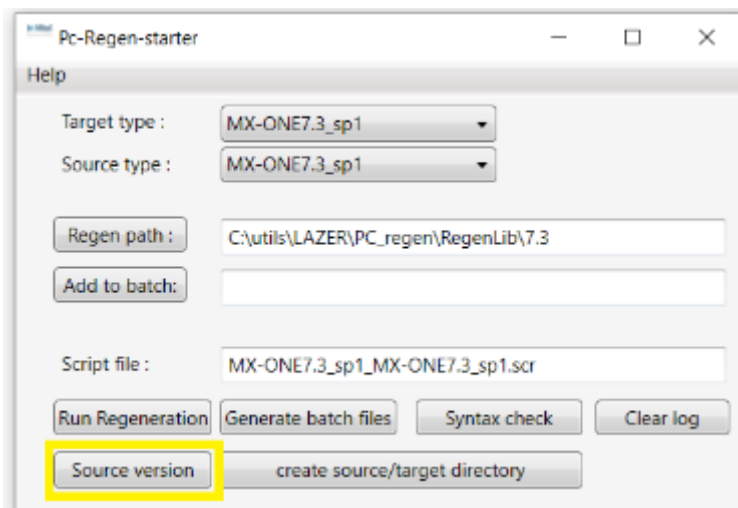 Pc-Regen-starter
Help
Target type : MX-ONE7.3_sp1
Source type : MX-ONE7.3_sp1
Regen path : C:\utils\LAZER\PC_regen\RegenLib\7.3
Add to batch:
Script file : MX-ONE7.3_sp1_MX-ONE7.3_sp1.scr
Run Regeneration Generate batch files Syntax check Clear log
Source version create source/target directory